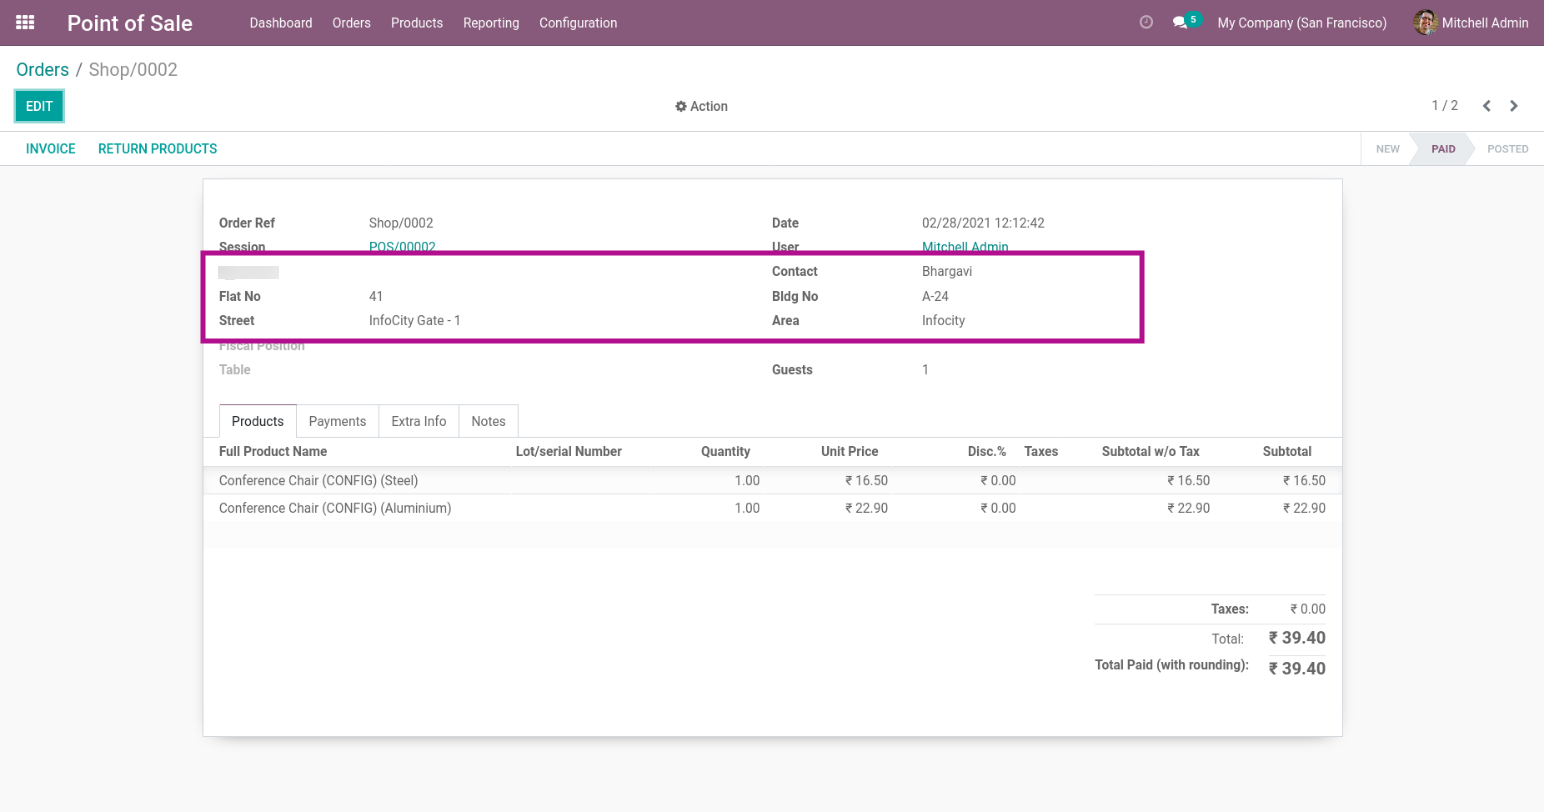 Point of Sale Dashboard Orders Products Reporting Configuration 5 My Company (San Francisco) Mitchell Admin
Orders / Shop/0002
EDIT Action 1 / 2
INVOICE RETURN PRODUCTS NEW PAID POSTED
Order Ref Shop/0002 Date 02/28/2021 12:12:42
Session POS/00002 User Mitchell Admin
Contact Bhargavi
Flat No 41 Bldg No A-24
Street InfoCity Gate - 1 Area Infocity
Fiscal Position
Table Guests 1
Products Payments Extra Info Notes
Full Product Name Lot/serial Number Quantity Unit Price Disc.% Taxes Subtotal w/o Tax Subtotal
Conference Chair (CONFIG) (Steel) 1.00 ₹ 16.50 ₹ 0.00 ₹ 16.50 ₹ 16.50
Conference Chair (CONFIG) (Aluminium) 1.00 ₹ 22.90 ₹ 0.00 ₹ 22.90 ₹ 22.90
Taxes: ₹ 0.00
Total: ₹ 39.40
Total Paid (with rounding): ₹ 39.40